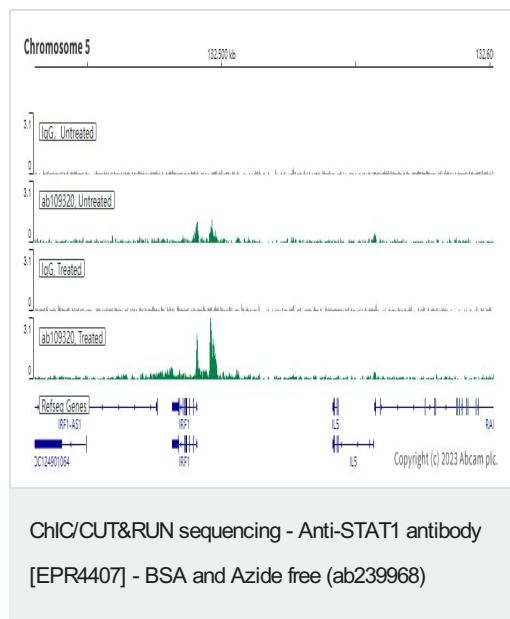 Chromosome 5
132.500 kb
132.60
3.1
IgG, Untreated
0
3.1
ab109320, Untreated
0
3.1
IgG, Treated
0
3.1
ab109320, Treated
0
Refseq Genes
IRF1-AS1
IRF1
IL5
RAI
OC124901064
IRF1
IL5
Copyright (c) 2023 Abcam plc.
ChIC/CUT&RUN sequencing - Anti-STAT1 antibody
[EPR4407] - BSA and Azide free (ab239968)